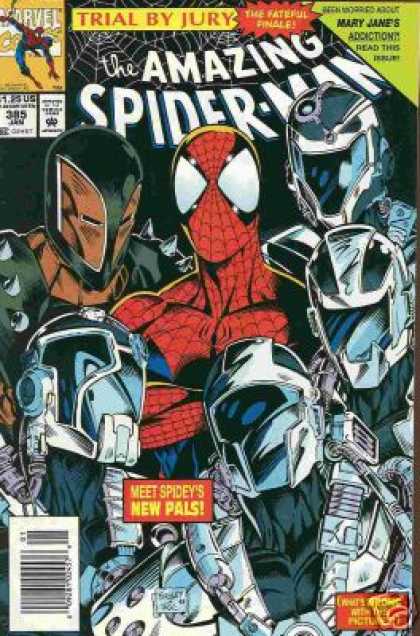 MARVEL
TRIAL BY JURY
THE FATEFUL
FINALE!
BEEN WORRIED ABOUT
MARY JANE'S
ADDICTION?!
READ THIS
ISSUE!
the AMAZING
SPIDER-MAN
$1.25 US
385
JAN
MEET SPIDEY'S
NEW PALS!
(WHAT'S WRONG
WITH THIS
PICTURE?)